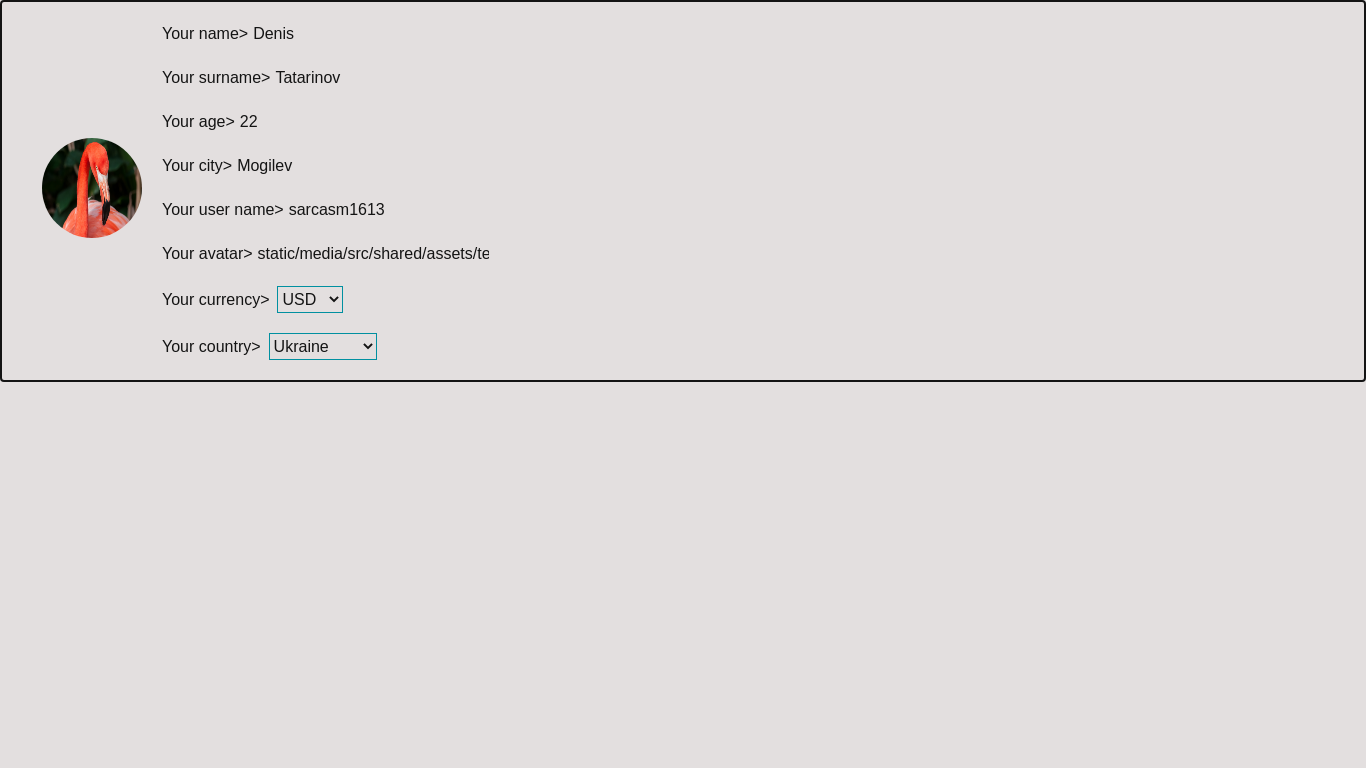 Your name> Denis
Your surname> Tatarinov
Your age> 22
Your city> Mogilev
Your user name> sarcasm1613
Your avatar> static/media/src/shared/assets/te
Your currency> USD
Your country> Ukraine